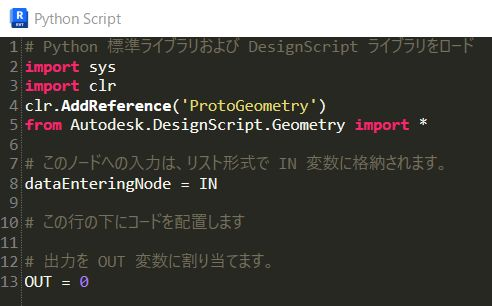 R
RVT
Python Script
1 # Python 標準ライブラリおよび DesignScript ライブラリをロード
2 import sys
3 import clr
4 clr.AddReference('ProtoGeometry')
5 from Autodesk.DesignScript.Geometry import *
6
7 # このノードへの入力は、リスト形式で IN 変数に格納されます。
8 dataEnteringNode = IN
9
10 # この行の下にコードを配置します
11
12 # 出力を OUT 変数に割り当てます。
13 OUT = 0